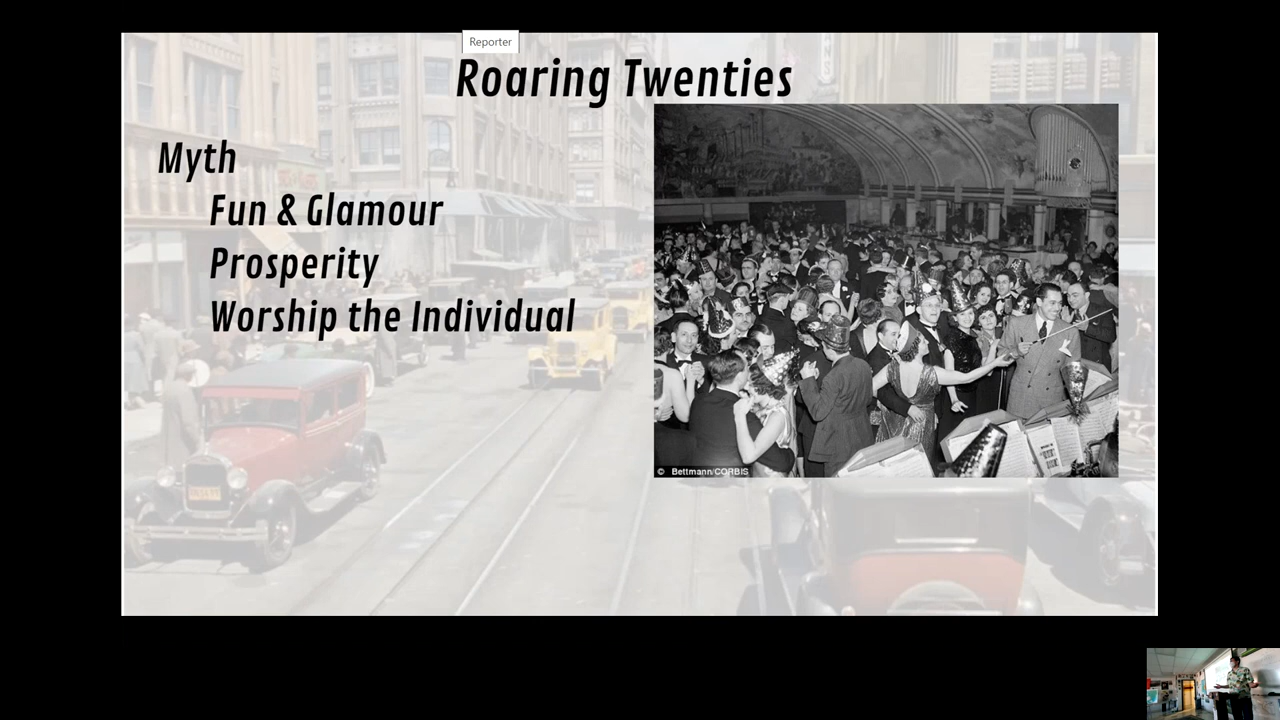 Reporter
Roaring Twenties
Myth
Fun & Glamour
Prosperity
Worship the Individual
© Bettmann/CORBIS